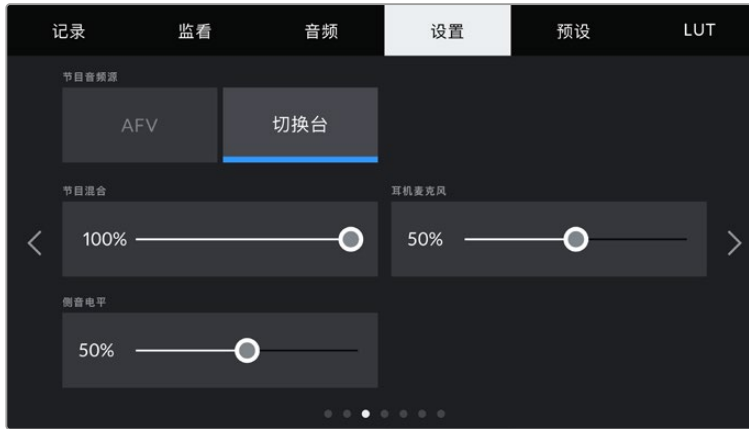 记录 监看 音频 设置 预设 LUT
节目音频源
AFV 切换台
节目混合 耳机麦克风
100% 50%
侧音电平
50%